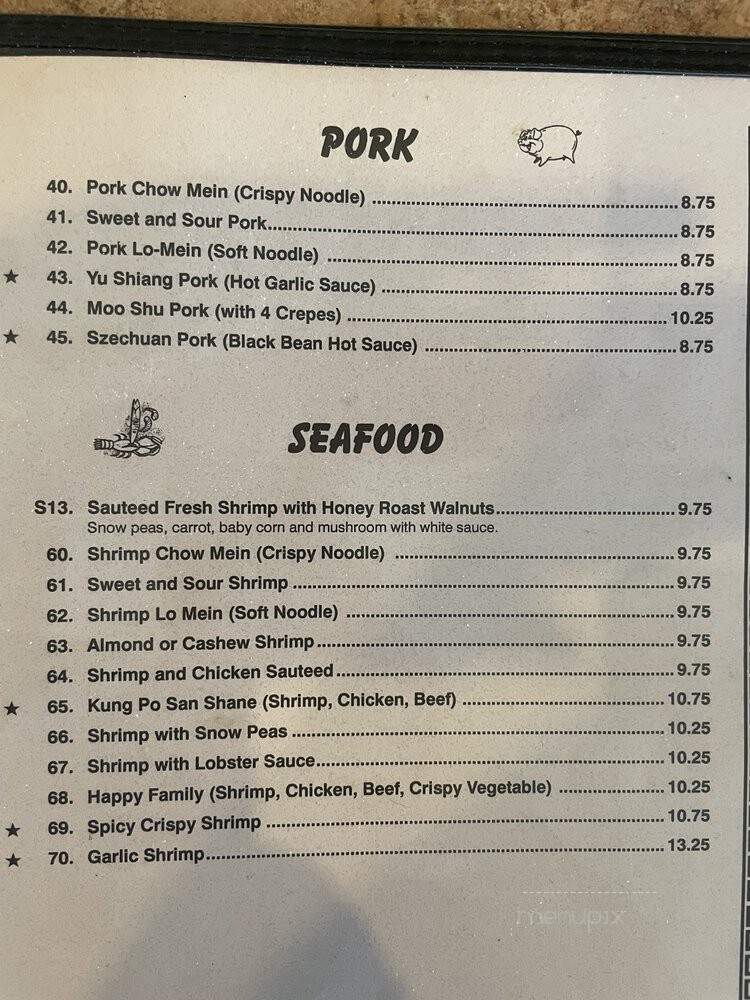 PORK
40. Pork Chow Mein (Crispy Noodle) 8.75
41. Sweet and Sour Pork 8.75
42. Pork Lo-Mein (Soft Noodle) 8.75
★ 43. Yu Shiang Pork (Hot Garlic Sauce) 8.75
44. Moo Shu Pork (with 4 Crepes) 10.25
★ 45. Szechuan Pork (Black Bean Hot Sauce) 8.75
SEAFOOD
S13. Sauteed Fresh Shrimp with Honey Roast Walnuts 9.75
Snow peas, carrot, baby corn and mushroom with white sauce.
60. Shrimp Chow Mein (Crispy Noodle) 9.75
61. Sweet and Sour Shrimp 9.75
62. Shrimp Lo Mein (Soft Noodle) 9.75
63. Almond or Cashew Shrimp 9.75
64. Shrimp and Chicken Sauteed 9.75
★ 65. Kung Po San Shane (Shrimp, Chicken, Beef) 10.75
66. Shrimp with Snow Peas 10.25
67. Shrimp with Lobster Sauce 10.25
68. Happy Family (Shrimp, Chicken, Beef, Crispy Vegetable) 10.25
★ 69. Spicy Crispy Shrimp 10.75
★ 70. Garlic Shrimp 13.25
menupix